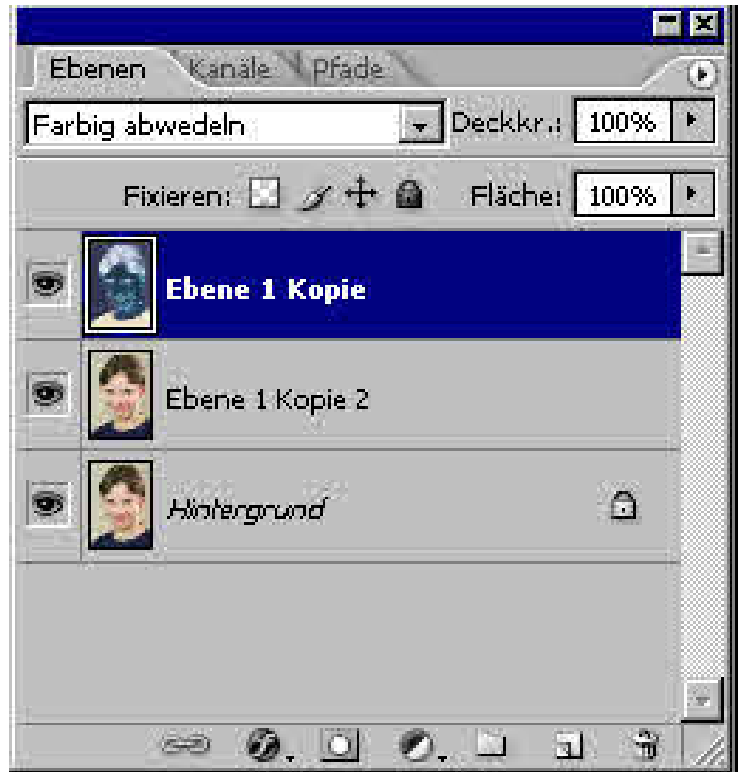 Ebenen Kanäle Pfade
Farbig abwedeln Deckkr.: 100%
Fixieren: Fläche: 100%
Ebene 1 Kopie
Ebene 1 Kopie 2
Hintergrund